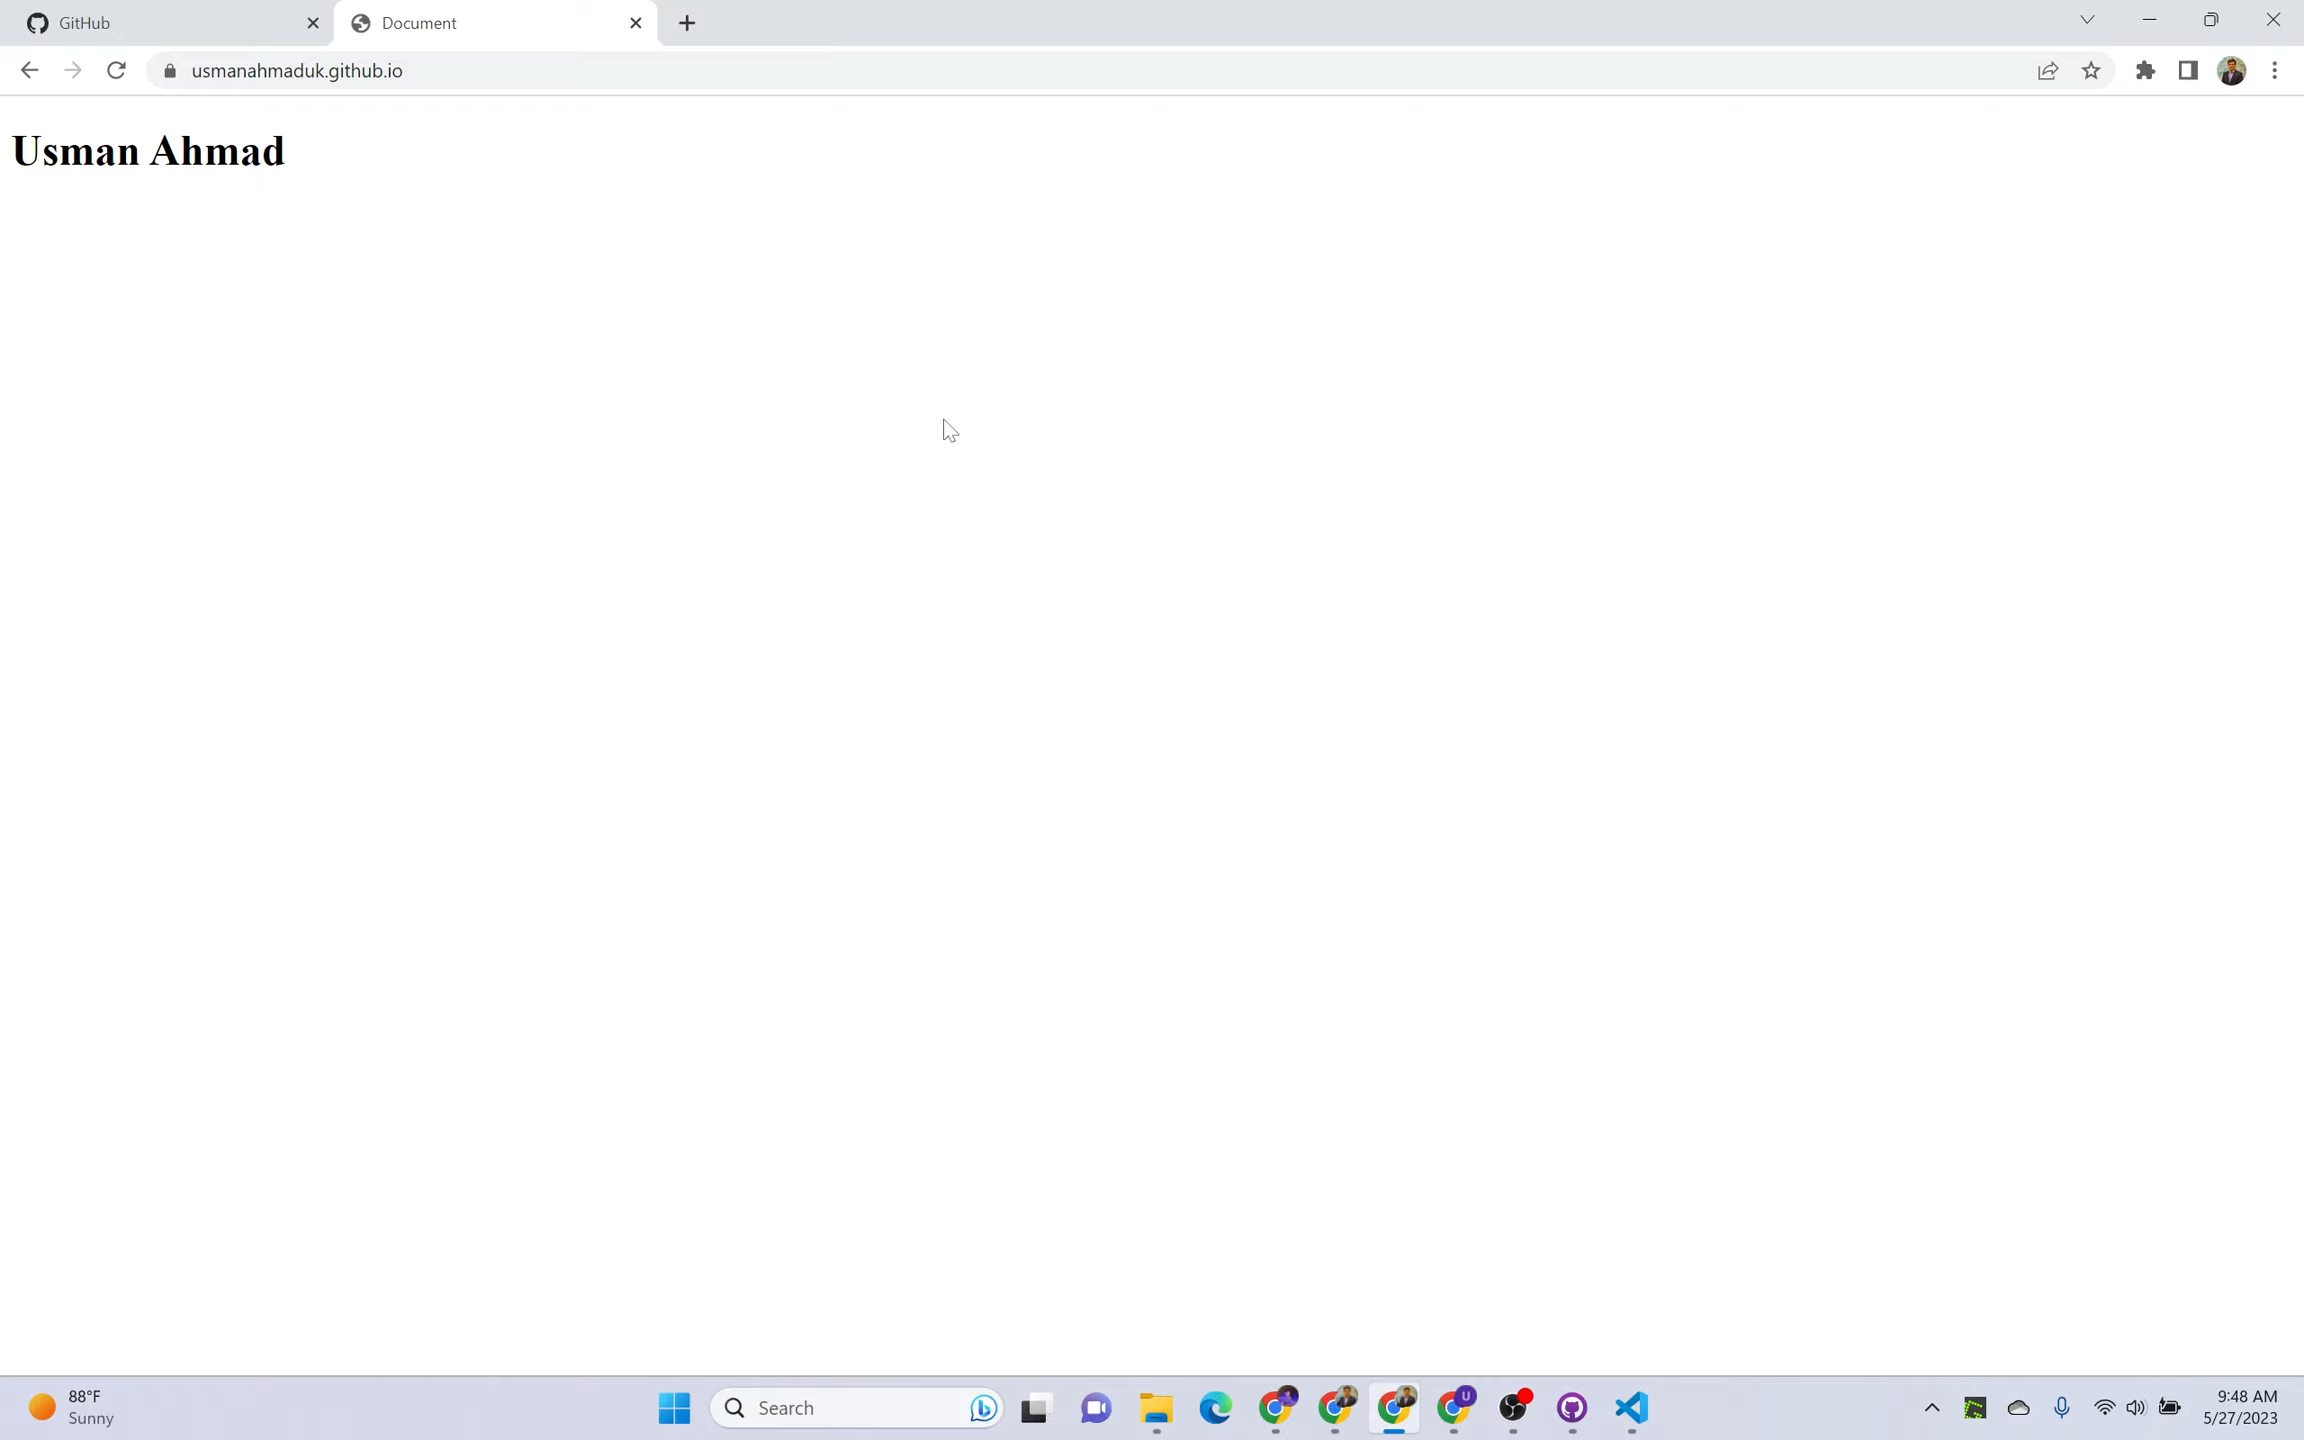 GitHub
Document
usmanahmaduk.github.io
Usman Ahmad
88°F
Sunny
Search
U
9:48 AM
5/27/2023